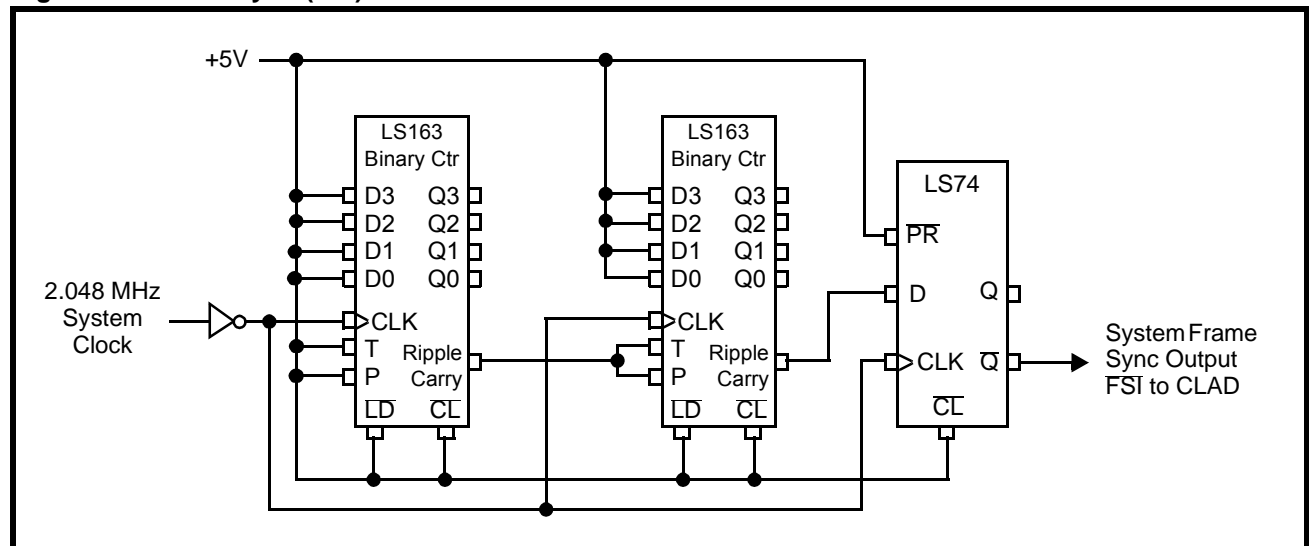 +5V
LS163
Binary Ctr
D3 Q3
D2 Q2
D1 Q1
D0 Q0
CLK
T Ripple
P Carry
LD CL
LS163
Binary Ctr
D3 Q3
D2 Q2
D1 Q1
D0 Q0
CLK
T Ripple
P Carry
LD CL
LS74
PR
D Q
CLK Q
CL
2.048 MHz
System
Clock
System Frame
Sync Output
FSI to CLAD